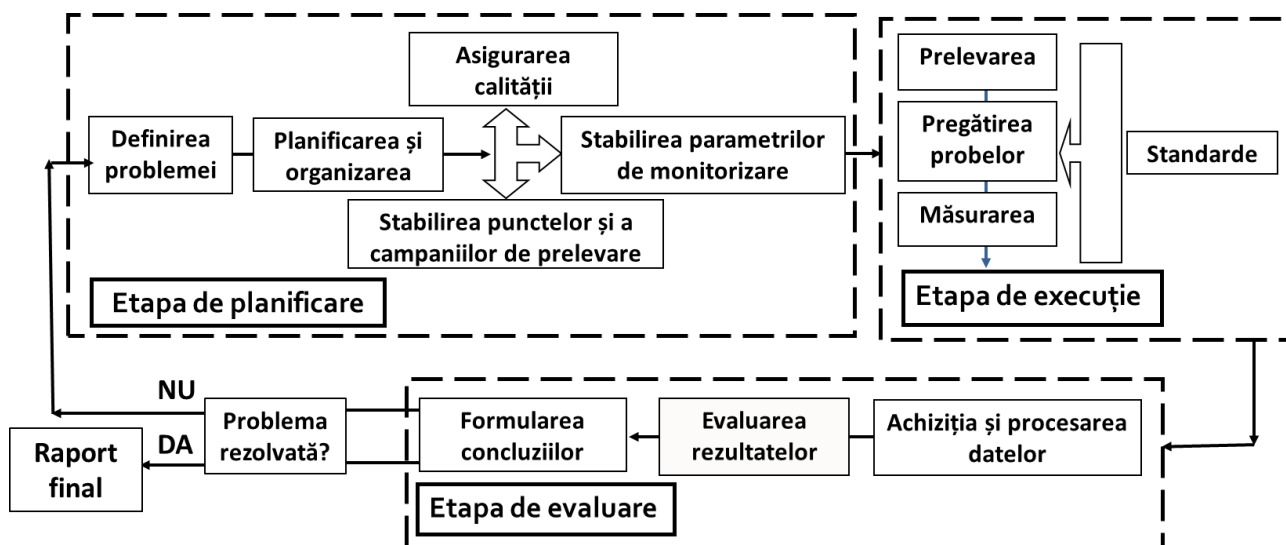 Asigurarea
calității
Definirea
problemei
Planificarea și
organizarea
Stabilirea parametrilor
de monitorizare
Stabilirea punctelor și a
campaniilor de prelevare
Etapa de planificare
Prelevarea
Pregătirea
probelor
Măsurarea
Standarde
Etapa de execuție
NU
DA
Problema
rezolvată?
Raport
final
Formularea
concluziilor
Evaluarea
rezultatelor
Achiziția și procesarea
datelor
Etapa de evaluare